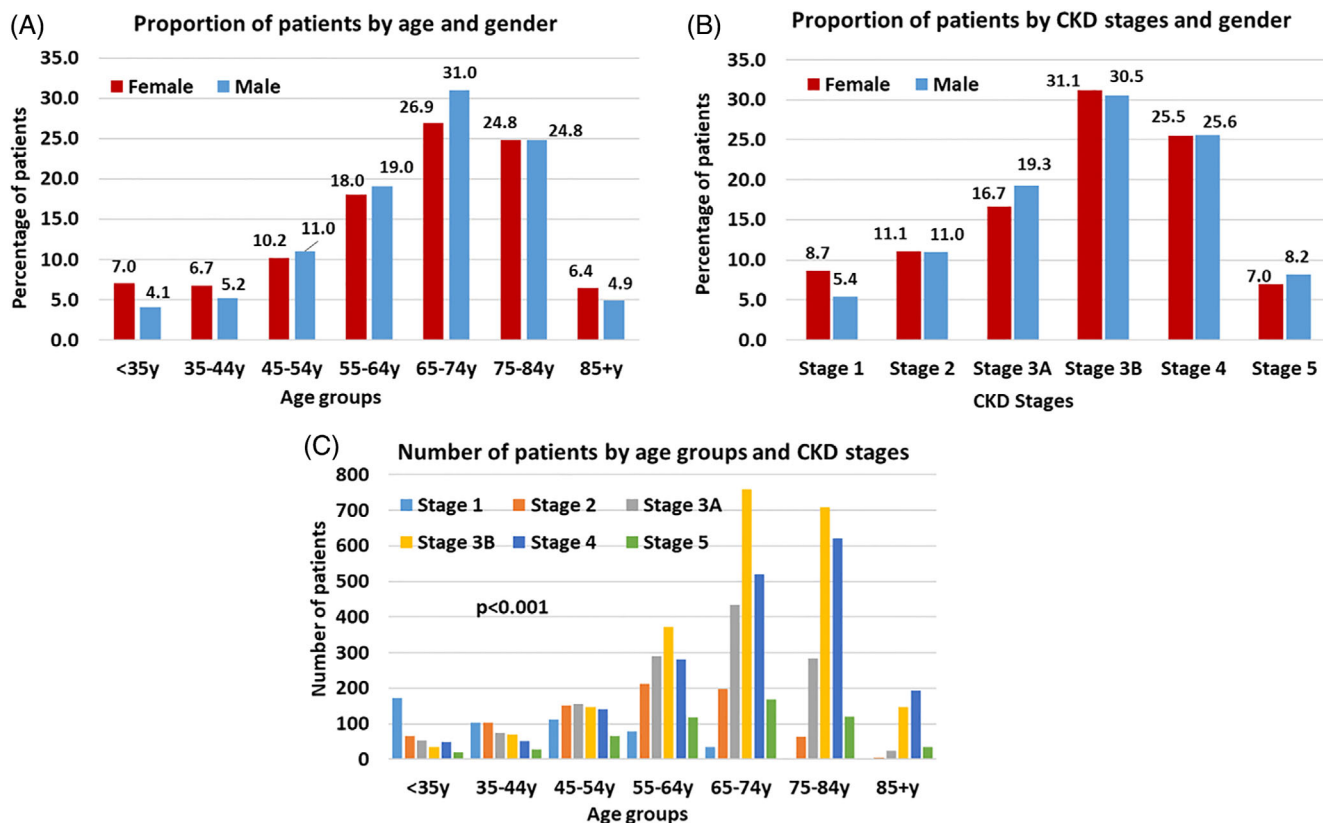 (A)
Proportion of patients by age and gender
35.0
30.0
25.0
20.0
15.0
10.0
5.0
0.0
Percentage of patients
Female Male
7.0 4.1
6.7 5.2
10.2 11.0
18.0 19.0
26.9 31.0
24.8 24.8
6.4 4.9
<35y 35-44y 45-54y 55-64y 65-74y 75-84y 85+y
Age groups
(B)
Proportion of patients by CKD stages and gender
35.0
30.0
25.0
20.0
15.0
10.0
5.0
0.0
Percentage of patients
Female Male
8.7 5.4
11.1 11.0
16.7 19.3
31.1 30.5
25.5 25.6
7.0 8.2
Stage 1 Stage 2 Stage 3A Stage 3B Stage 4 Stage 5
CKD Stages
(C)
Number of patients by age groups and CKD stages
800
700
600
500
400
300
200
100
0
Number of patients
Stage 1 Stage 2 Stage 3A
Stage 3B Stage 4 Stage 5
p<0.001
<35y 35-44y 45-54y 55-64y 65-74y 75-84y 85+y
Age groups